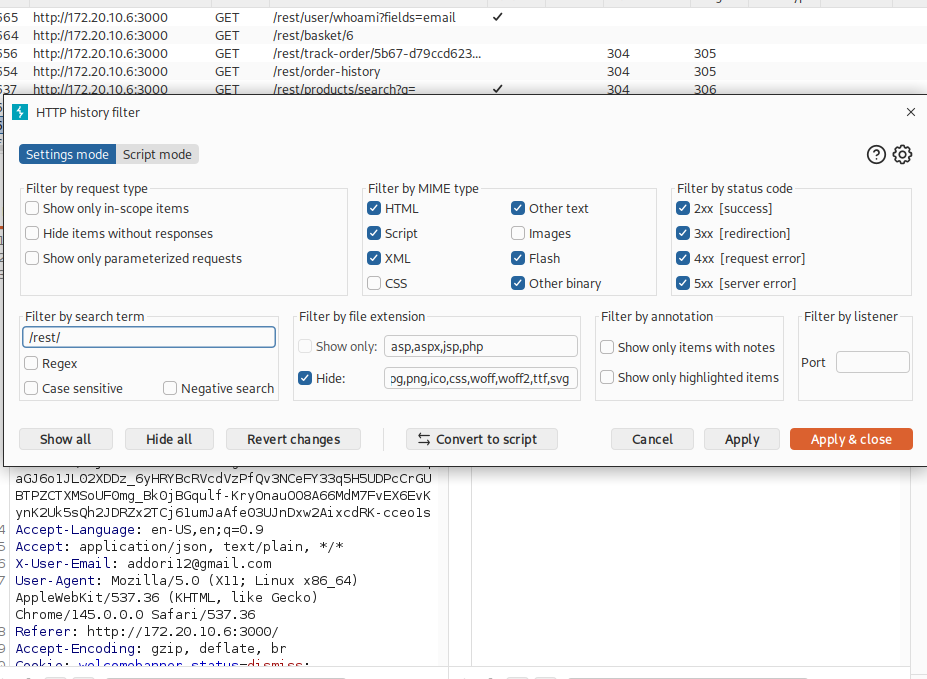 565 http://172.20.10.6:3000 GET /rest/user/whoami?fields=email ✓
564 http://172.20.10.6:3000 GET /rest/basket/6
556 http://172.20.10.6:3000 GET /rest/track-order/5b67-d79ccd623... 304 305
554 http://172.20.10.6:3000 GET /rest/order-history 304 305
537 http://172.20.10.6:3000 GET /rest/products/search?q= ✓ 304 306
HTTP history filter
Settings mode Script mode
Filter by request type
Show only in-scope items
Hide items without responses
Show only parameterized requests
Filter by MIME type
HTML Other text
Script Images
XML Flash
CSS Other binary
Filter by status code
2xx [success]
3xx [redirection]
4xx [request error]
5xx [server error]
Filter by search term
/rest/
Regex
Case sensitive Negative search
Filter by file extension
Show only: asp,aspx,jsp,php
Hide: pg,png,ico,css,woff,woff2,ttf,svg
Filter by annotation
Show only items with notes
Show only highlighted items
Filter by listener
Port
Show all Hide all Revert changes Convert to script Cancel Apply Apply & close
aGJ6o1JL02XDDz_6yHRYBcRVcdVzPfQv3NCeFY33q5H5UDPcCrGU
BTPZCTXMSoUF0mg_Bk0jBGqulf-KryOnauO08A66MdM7FvEX6EvK
ynK2Uk5sQh2JDRZx2TCj61umJaAfe03UJnDxw2AixcdRK-cceo1s
Accept-Language: en-US,en;q=0.9
Accept: application/json, text/plain, */*
X-User-Email: addori12@gmail.com
User-Agent: Mozilla/5.0 (X11; Linux x86_64)
AppleWebKit/537.36 (KHTML, like Gecko)
Chrome/145.0.0.0 Safari/537.36
Referer: http://172.20.10.6:3000/
Accept-Encoding: gzip, deflate, br
Cookie: welcomebanner_status=dismiss;